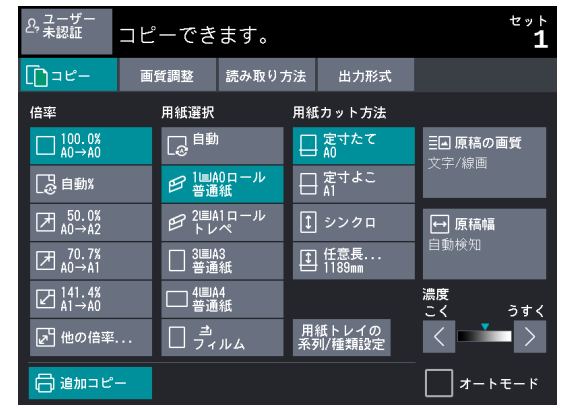 ユーザー
未認証
コピーできます。
セット
1
コピー
画質調整
読み取り方法
出力形式
倍率
用紙選択
用紙カット方法
100.0%
A0→A0
自動
定寸たて
A0
原稿の画質
文字/線画
自動%
1 A0ロール
普通紙
定寸よこ
A1
50.0%
A0→A2
2 A1ロール
トレペ
シンクロ
原稿幅
自動検知
70.7%
A0→A1
3 A3
普通紙
任意長...
1189mm
141.4%
A1→A0
4 A4
普通紙
濃度
こく
うすく
他の倍率...
フィルム
用紙トレイの
系列/種類設定
追加コピー
オートモード